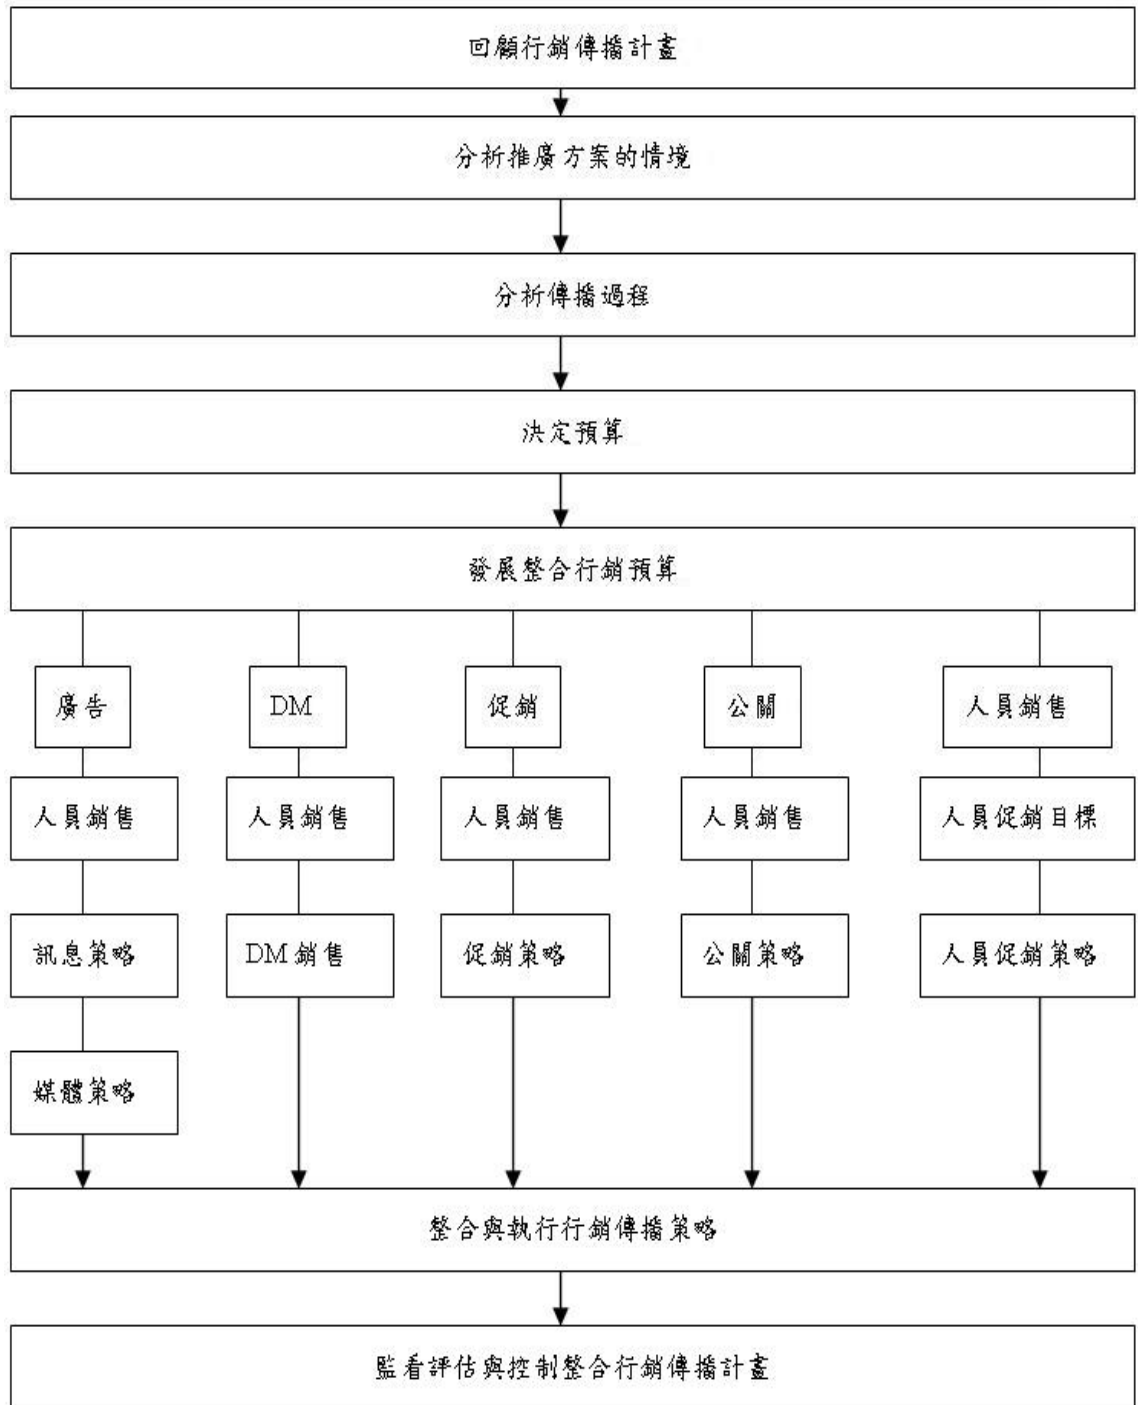 回顧行銷傳播計畫
分析推廣方案的情境
分析傳播過程
決定預算
發展整合行銷預算
廣告
DM
促銷
公關
人員銷售
人員銷售
人員銷售
人員銷售
人員銷售
人員促銷目標
訊息策略
DM 銷售
促銷策略
公關策略
人員促銷策略
媒體策略
整合與執行行銷傳播策略
監看評估與控制整合行銷傳播計畫